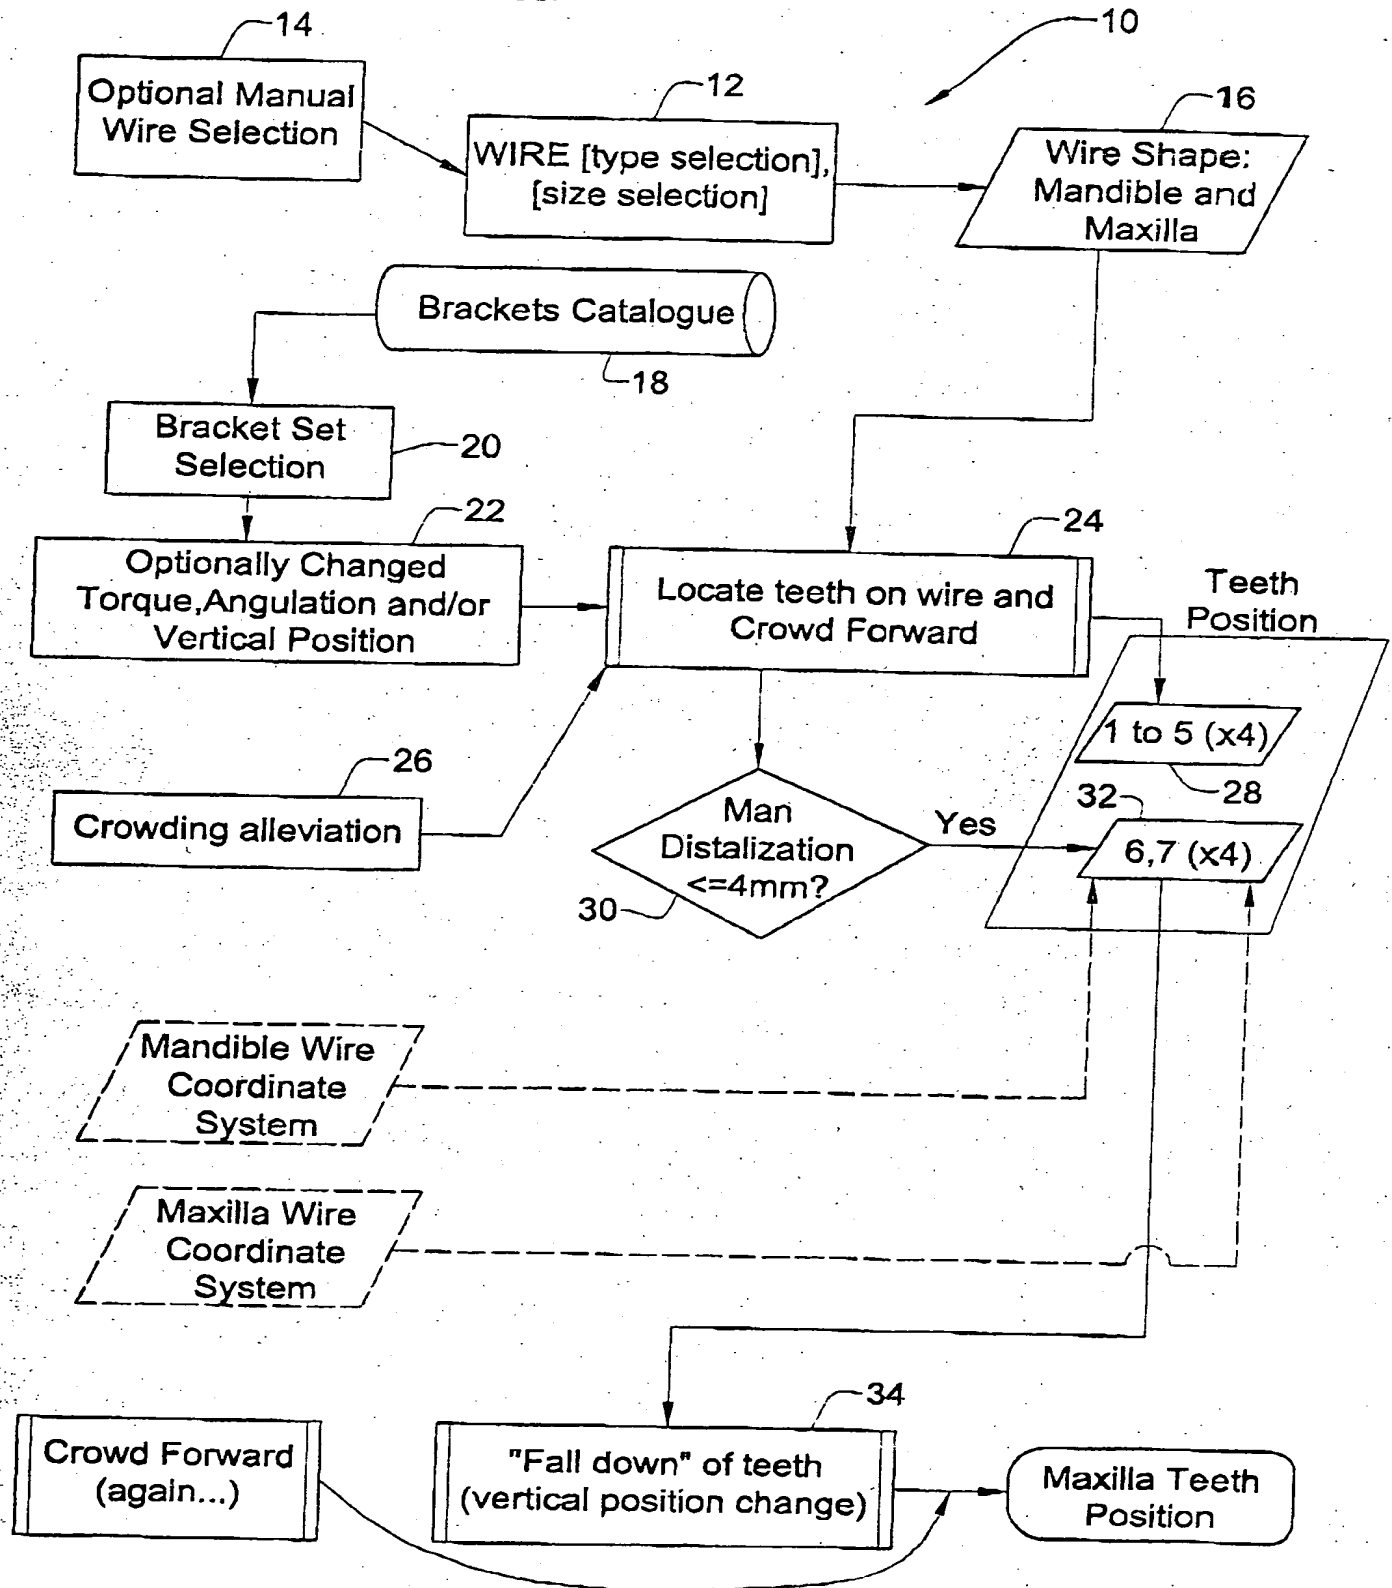 14
10
Optional Manual
Wire Selection
12
WIRE [type selection],
[size selection]
16
Wire Shape:
Mandible and
Maxilla
Brackets Catalogue
18
Bracket Set
Selection
20
22
Optionally Changed
Torque,Angulation and/or
Vertical Position
24
Locate teeth on wire and
Crowd Forward
Teeth
Position
1 to 5 (x4)
28
26
Crowding alleviation
Man
Distalization
<=4mm?
30
Yes
32
6,7 (x4)
Mandible Wire
Coordinate
System
Maxilla Wire
Coordinate
System
34
Crowd Forward
(again...)
"Fall down" of teeth
(vertical position change)
Maxilla Teeth
Position